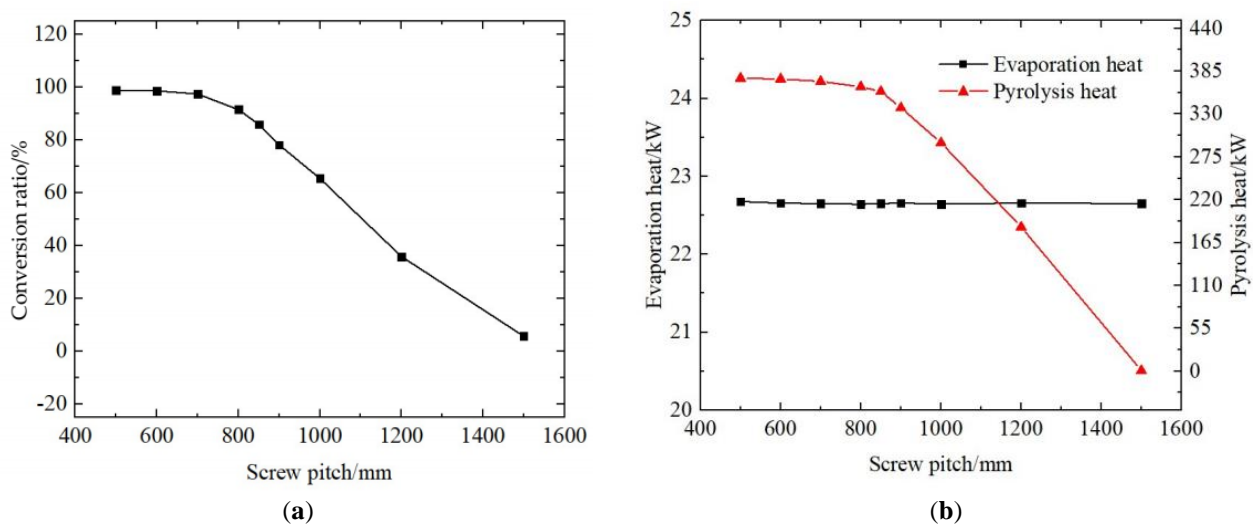 120
100
80
60
40
20
0
-20
Conversion ratio/%
400 600 800 1000 1200 1400 1600
Screw pitch/mm
(a)
25
24
23
22
21
20
Evaporation heat/kW
Evaporation heat
Pyrolysis heat
440
385
330
275
220
165
110
55
0
Pyrolysis heat/kW
400 600 800 1000 1200 1400 1600
Screw pitch/mm
(b)